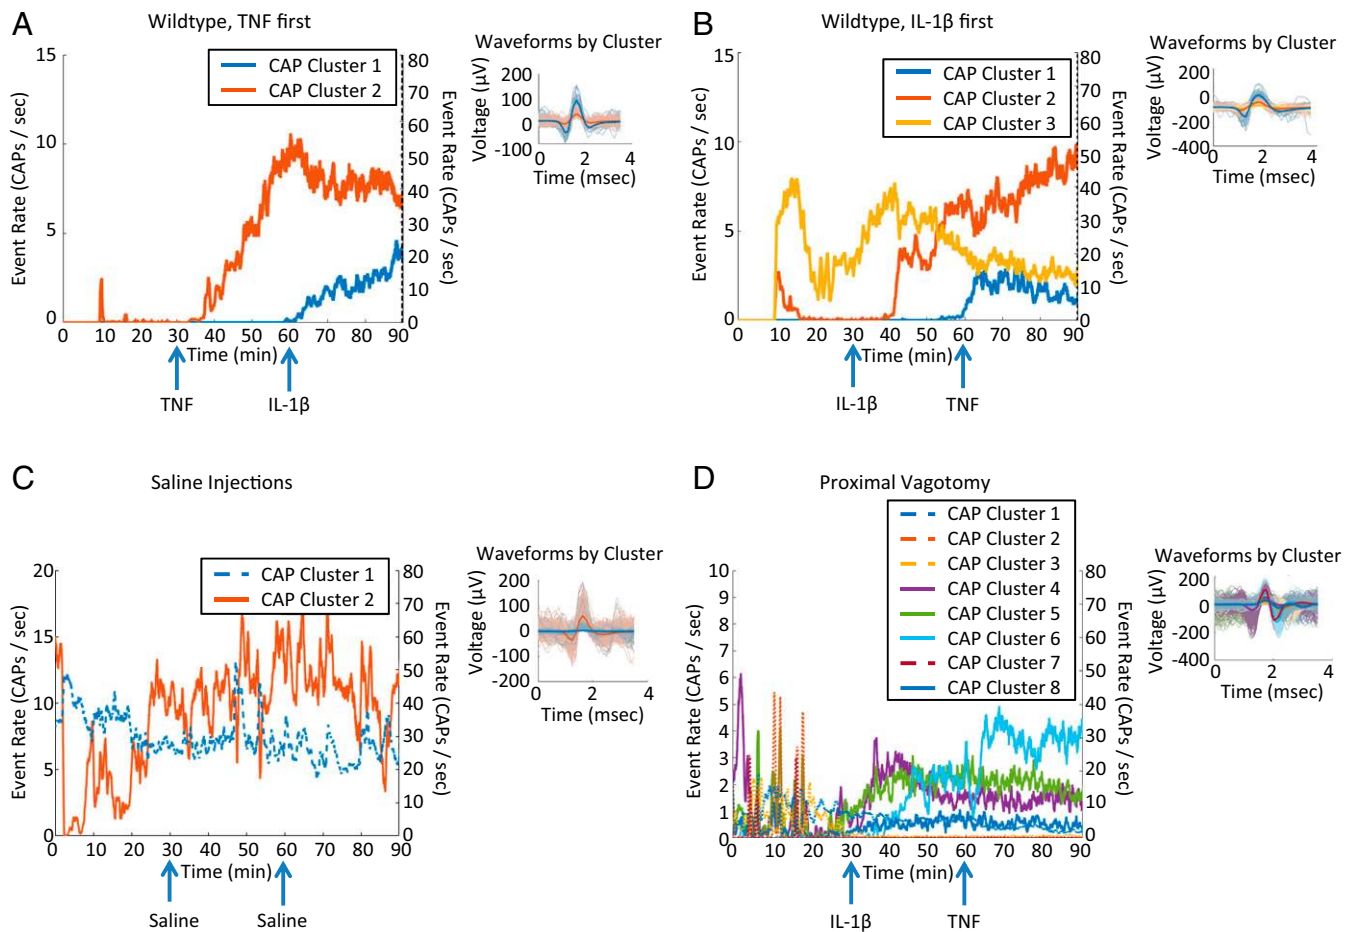 A
Wildtype, TNF first
15
10
5
0
Event Rate (CAPs / sec)
CAP Cluster 1
CAP Cluster 2
80
70
60
50
40
30
20
10
0
Event Rate (CAPs / sec)
0 10 20 30 40 50 60 70 80 90
Time (min)
TNF
IL-1β
Waveforms by Cluster
Voltage (μV)
200
100
0
-100
0 2 4
Time (msec)
B
Wildtype, IL-1β first
15
10
5
0
Event Rate (CAPs / sec)
CAP Cluster 1
CAP Cluster 2
CAP Cluster 3
80
70
60
50
40
30
20
10
0
Event Rate (CAPs / sec)
0 10 20 30 40 50 60 70 80 90
Time (min)
IL-1β
TNF
Waveforms by Cluster
Voltage (μV)
200
0
-200
-400
0 2 4
Time (msec)
C
Saline Injections
20
15
10
5
0
Event Rate (CAPs / sec)
CAP Cluster 1
CAP Cluster 2
80
70
60
50
40
30
20
10
0
Event Rate (CAPs / sec)
0 10 20 30 40 50 60 70 80 90
Time (min)
Saline
Saline
Waveforms by Cluster
Voltage (μV)
200
100
0
-100
-200
0 2 4
Time (msec)
D
Proximal Vagotomy
10
9
8
7
6
5
4
3
2
1
0
Event Rate (CAPs / sec)
CAP Cluster 1
CAP Cluster 2
CAP Cluster 3
CAP Cluster 4
CAP Cluster 5
CAP Cluster 6
CAP Cluster 7
CAP Cluster 8
80
70
60
50
40
30
20
10
0
Event Rate (CAPs / sec)
0 10 20 30 40 50 60 70 80 90
Time (min)
IL-1β
TNF
Waveforms by Cluster
Voltage (μV)
200
0
-200
-400
0 2 4
Time (msec)